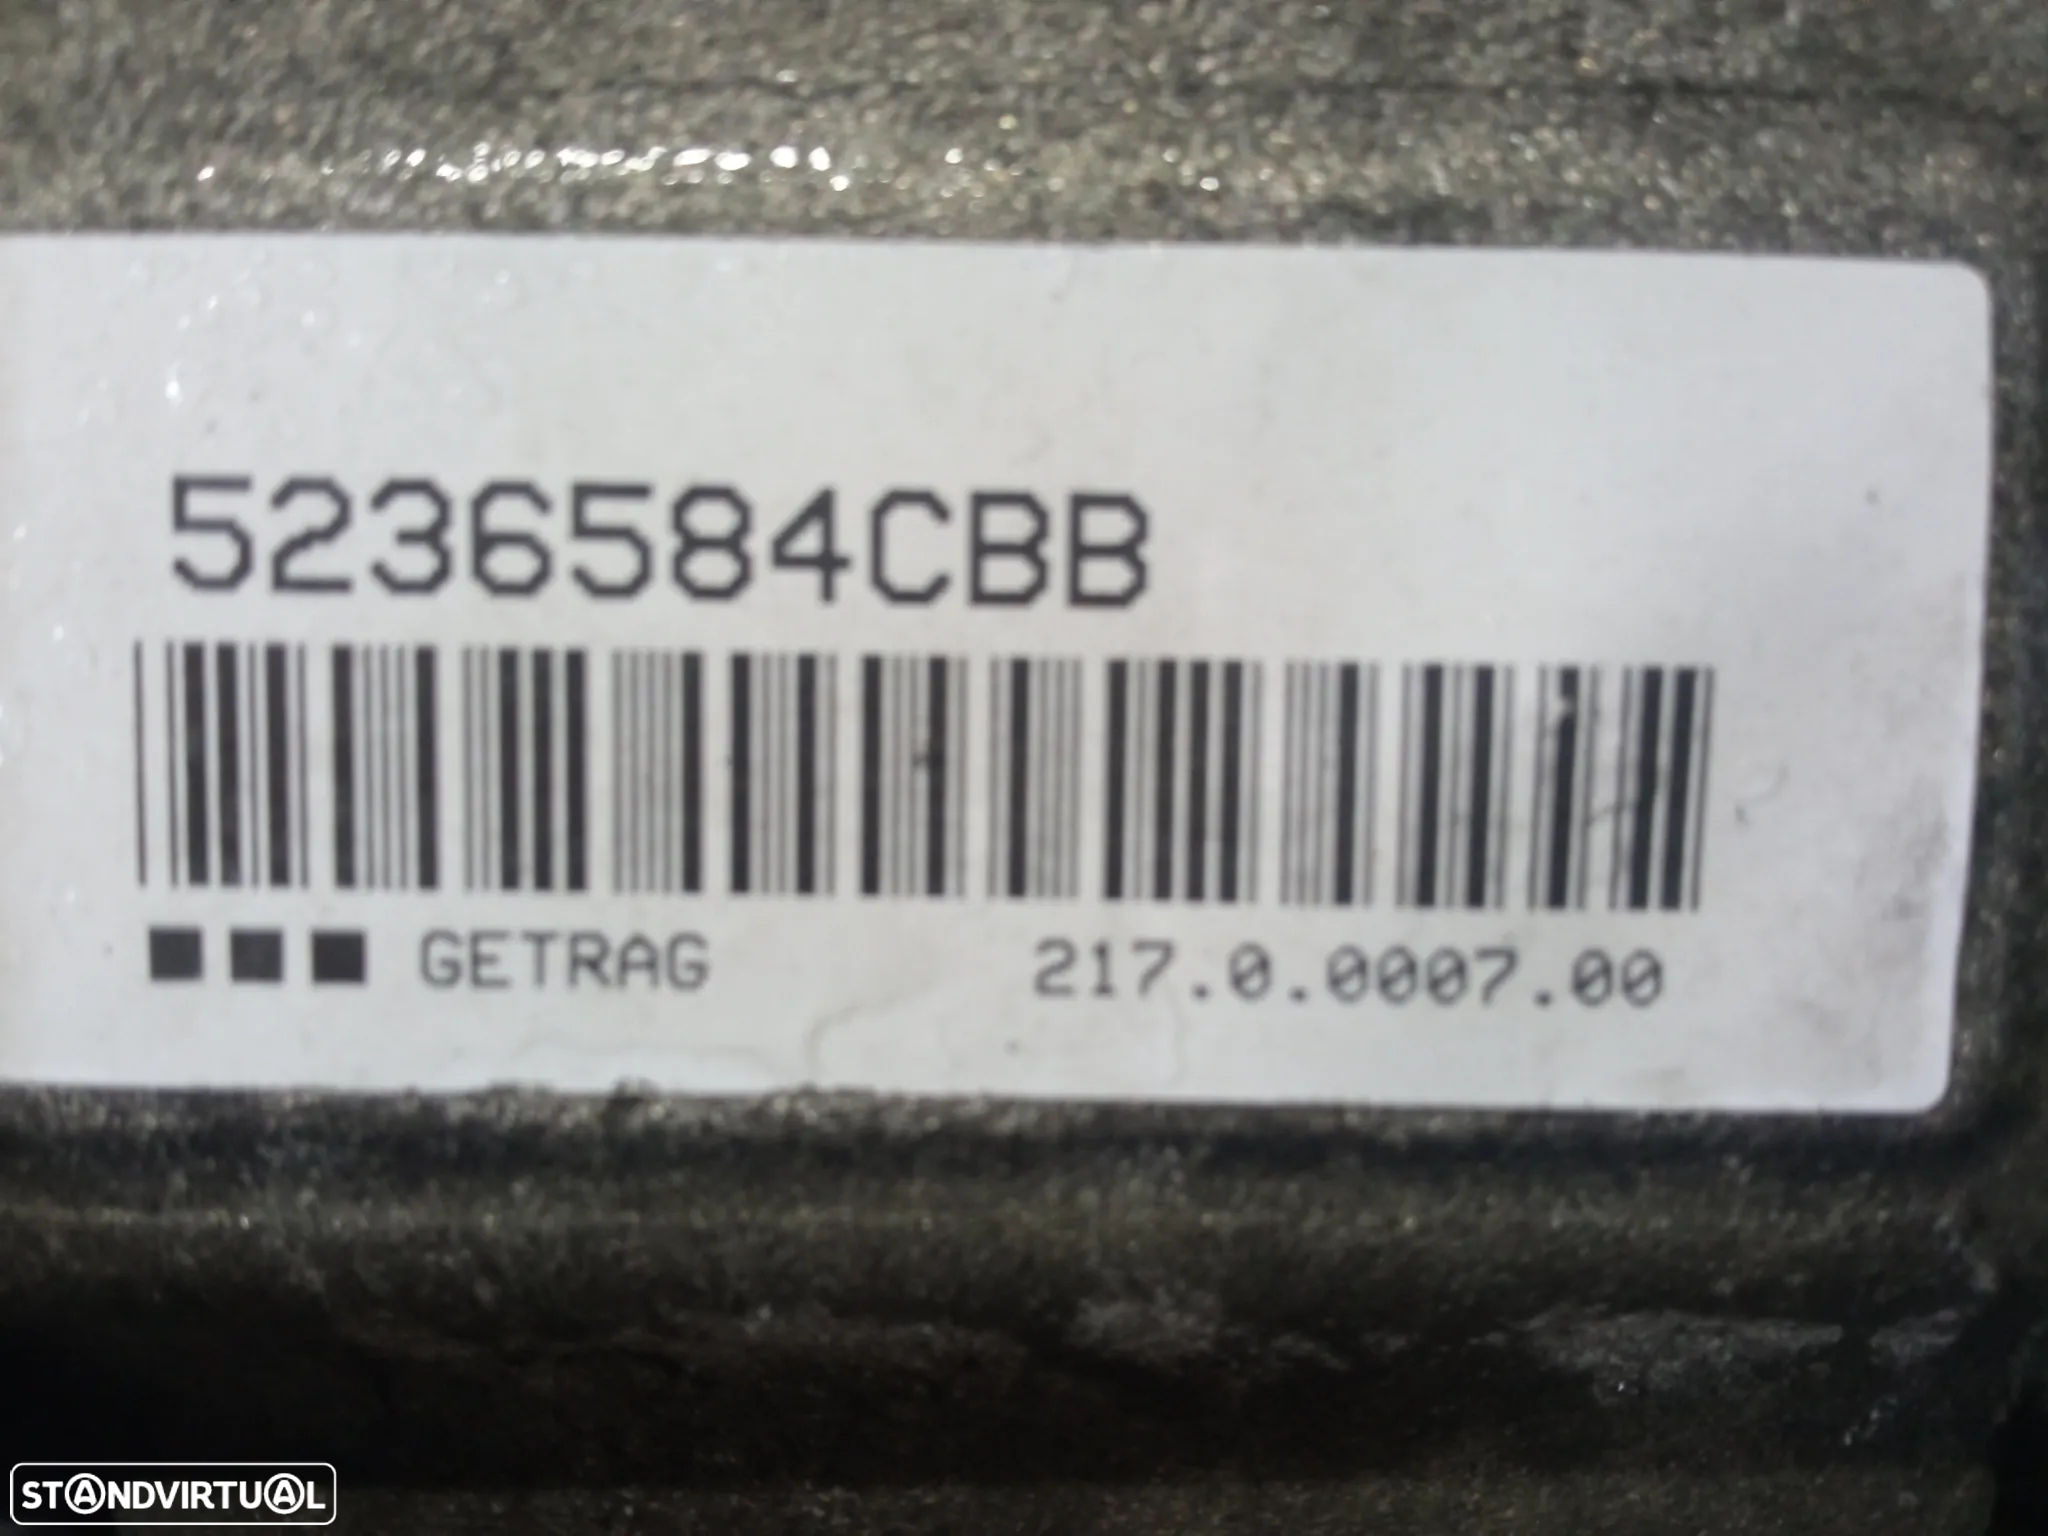 5236584CBB
GETRAG 217.0.0007.00
STANDVIRTUAL